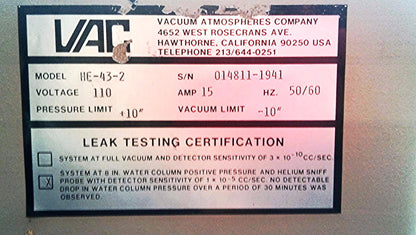 VAC
VACUUM ATMOSPHERES COMPANY
4652 WEST ROSECRANS AVE.
HAWTHORNE, CALIFORNIA 90250 USA
TELEPHONE 213/644-0251
MODEL HE-43-2 S/N 014811-1941
VOLTAGE 110 AMP 15 HZ. 50/60
PRESSURE LIMIT +10" VACUUM LIMIT -10"
LEAK TESTING CERTIFICATION
SYSTEM AT FULL VACUUM AND DETECTOR SENSITIVITY OF 3 × 10⁻¹⁰ CC/SEC.
X SYSTEM AT 8 IN. WATER COLUMN POSITIVE PRESSURE AND HELIUM SNIFF
PROBE WITH DETECTOR SENSITIVITY OF 1 × 10⁻⁵ CC/SEC. NO DETECTABLE
DROP IN WATER COLUMN PRESSURE OVER A PERIOD OF 30 MINUTES WAS
OBSERVED.